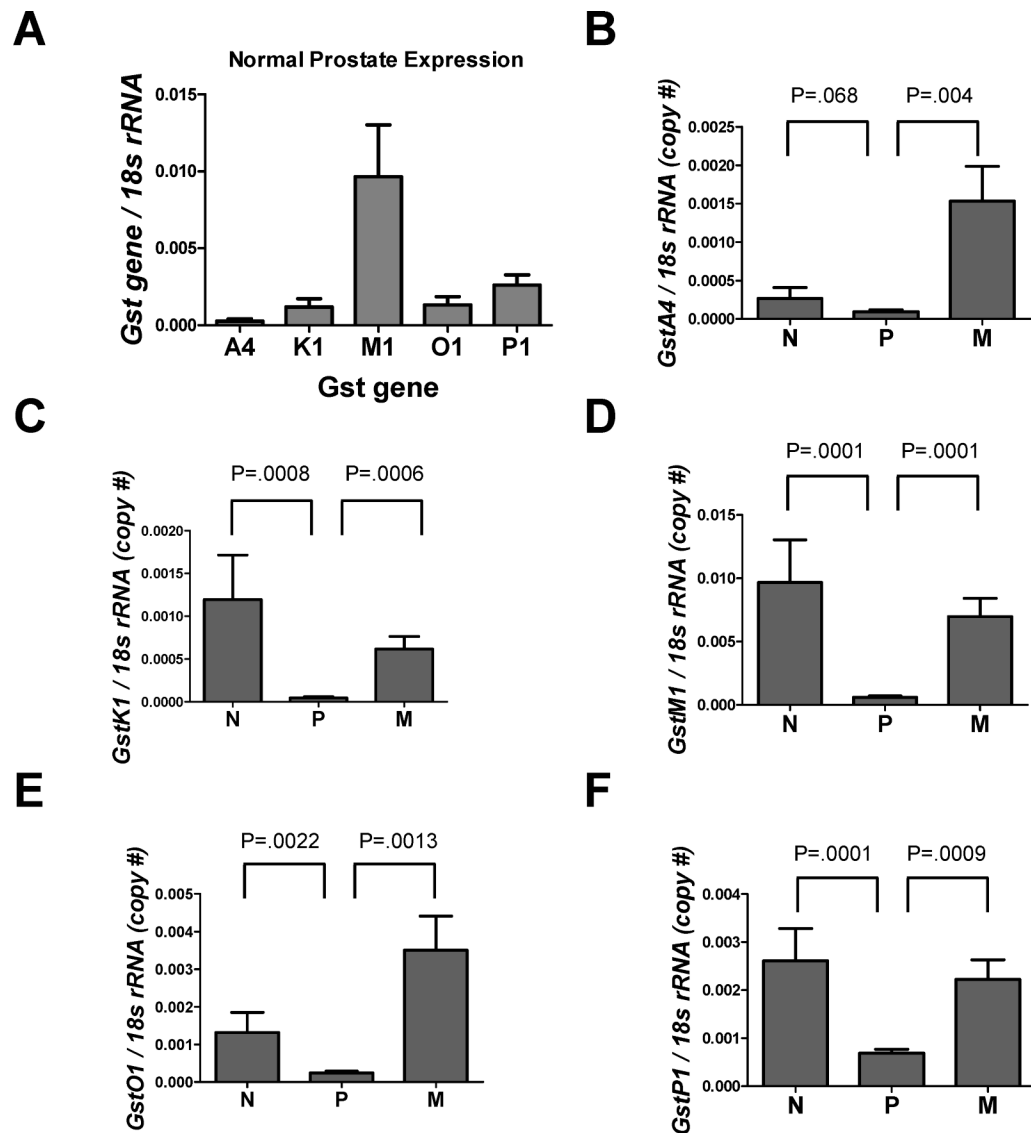 A
Normal Prostate Expression
Gst gene / 18s rRNA
0.015
0.010
0.005
0.000
A4 K1 M1 O1 P1
Gst gene
B
P=.068 P=.004
GstA4 / 18s rRNA (copy #)
0.0025
0.0020
0.0015
0.0010
0.0005
0.0000
N P M
C
P=.0008 P=.0006
GstK1 / 18s rRNA (copy #)
0.0020
0.0015
0.0010
0.0005
0.0000
N P M
D
P=.0001 P=.0001
GstM1 / 18s rRNA (copy #)
0.015
0.010
0.005
0.000
N P M
E
P=.0022 P=.0013
GstO1 / 18s rRNA (copy #)
0.005
0.004
0.003
0.002
0.001
0.000
N P M
F
P=.0001 P=.0009
GstP1 / 18s rRNA (copy #)
0.004
0.003
0.002
0.001
0.000
N P M